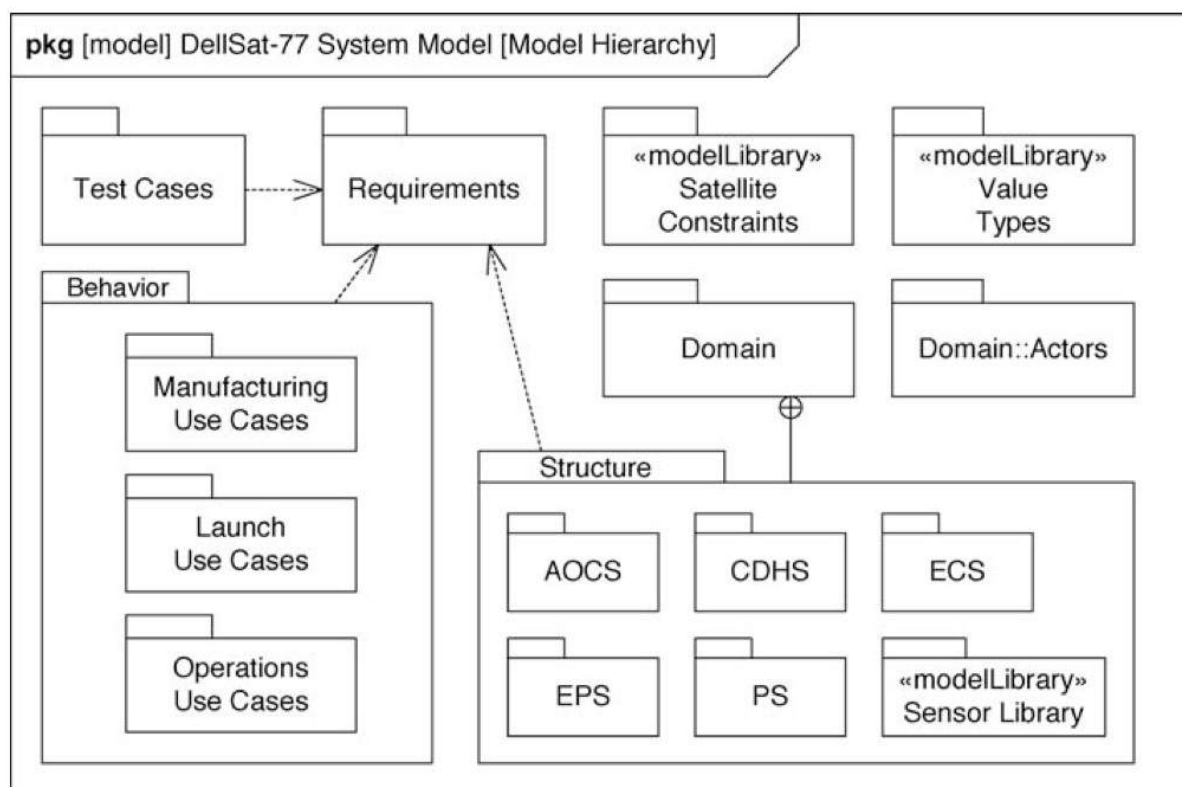 pkg [model] DellSat-77 System Model [Model Hierarchy]
Test Cases
Requirements
«modelLibrary»
Satellite
Constraints
«modelLibrary»
Value
Types
Behavior
Manufacturing
Use Cases
Launch
Use Cases
Operations
Use Cases
Domain
Domain::Actors
Structure
AOCS
CDHS
ECS
EPS
PS
«modelLibrary»
Sensor Library